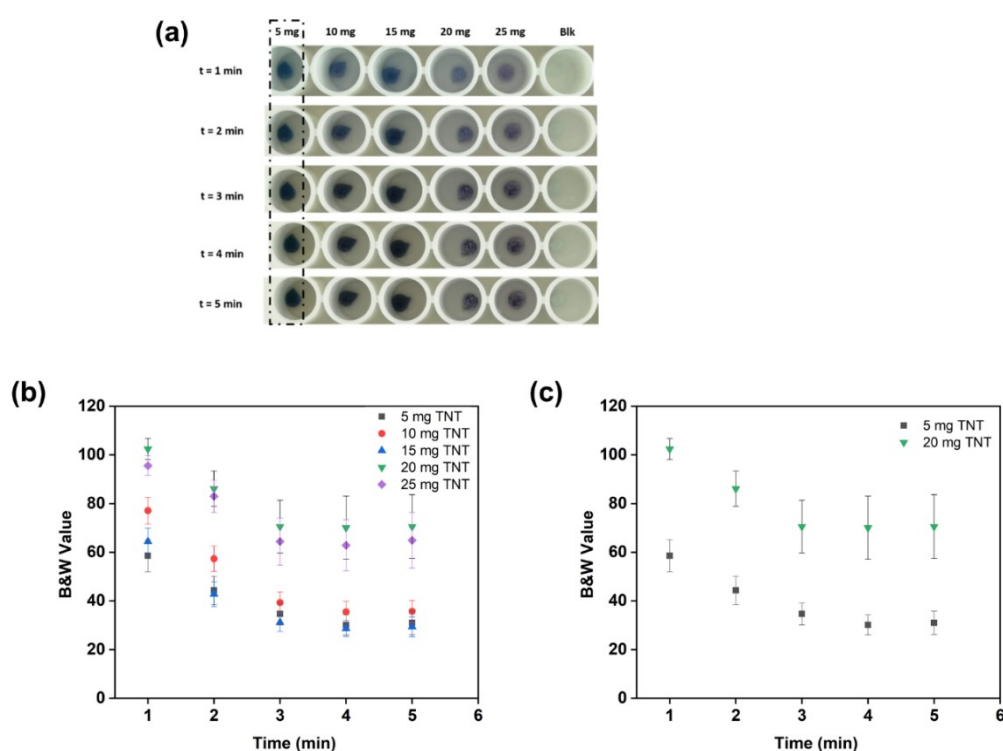 (a)
5 mg 10 mg 15 mg 20 mg 25 mg Blk
t = 1 min
t = 2 min
t = 3 min
t = 4 min
t = 5 min
(b)
120
100
80
60
40
20
0
B&W Value
1 2 3 4 5 6
Time (min)
5 mg TNT
10 mg TNT
15 mg TNT
20 mg TNT
25 mg TNT
(c)
120
100
80
60
40
20
0
B&W Value
1 2 3 4 5 6
Time (min)
5 mg TNT
20 mg TNT